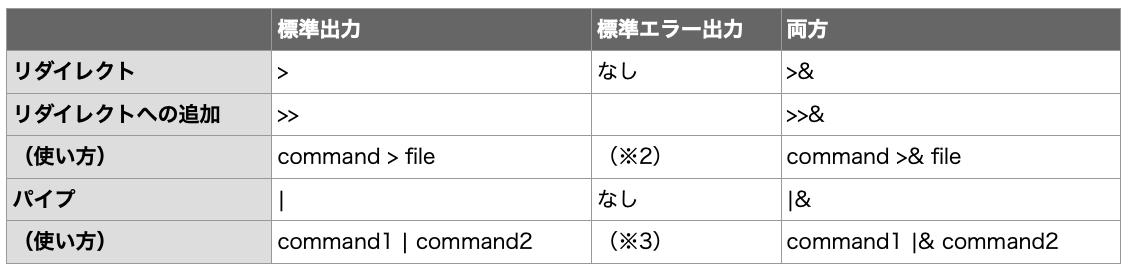 標準出力 標準エラー出力 両方
リダイレクト > なし >&
リダイレクトへの追加 >> >>&
（使い方） command > file （※2） command >& file
パイプ | なし |&
（使い方） command1 | command2 （※3） command1 |& command2